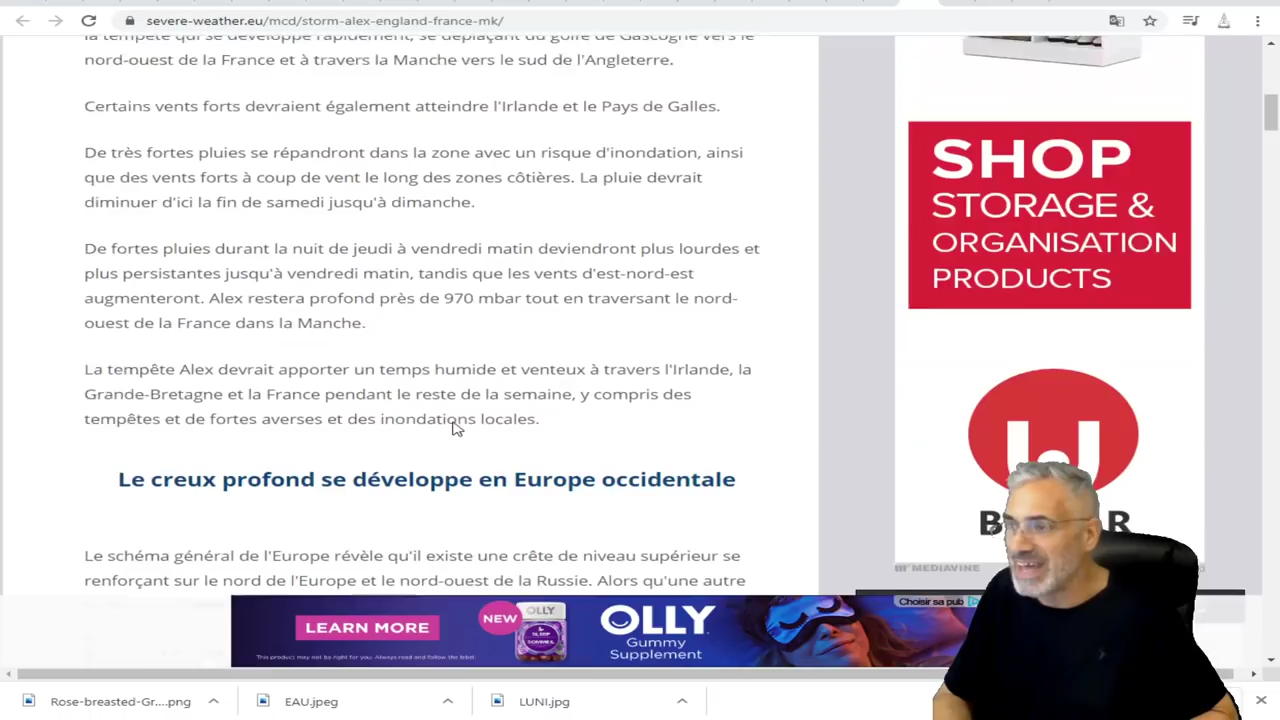 severe-weather.eu/mcd/storm-alex-england-france-mk/
la tempête qui se développe rapidement, se déplaçant du golfe de Gascogne vers le
nord-ouest de la France et à travers la Manche vers le sud de l'Angleterre.
Certains vents forts devraient également atteindre l'Irlande et le Pays de Galles.
De très fortes pluies se répandront dans la zone avec un risque d'inondation, ainsi
que des vents forts à coup de vent le long des zones côtières. La pluie devrait
diminuer d'ici la fin de samedi jusqu'à dimanche.
De fortes pluies durant la nuit de jeudi à vendredi matin deviendront plus lourdes et
plus persistantes jusqu'à vendredi matin, tandis que les vents d'est-nord-est
augmenteront. Alex restera profond près de 970 mbar tout en traversant le nord-
ouest de la France dans la Manche.
La tempête Alex devrait apporter un temps humide et venteux à travers l'Irlande, la
Grande-Bretagne et la France pendant le reste de la semaine, y compris des
tempêtes et de fortes averses et des inondations locales.
Le creux profond se développe en Europe occidentale
Le schéma général de l'Europe révèle qu'il existe une crête de niveau supérieur se
renforçant sur le nord de l'Europe et le nord-ouest de la Russie. Alors qu'une autre
SHOP
STORAGE &
ORGANISATION
PRODUCTS
MEDIAVINE
LEARN MORE
NEW
OLLY
SLEEP
OLLY
Gummy
Supplement
Choisir sa pub
This product may not be right for you. Always read and follow the label.
Rose-breasted-Gr....png
EAU.jpeg
LUNI.jpg